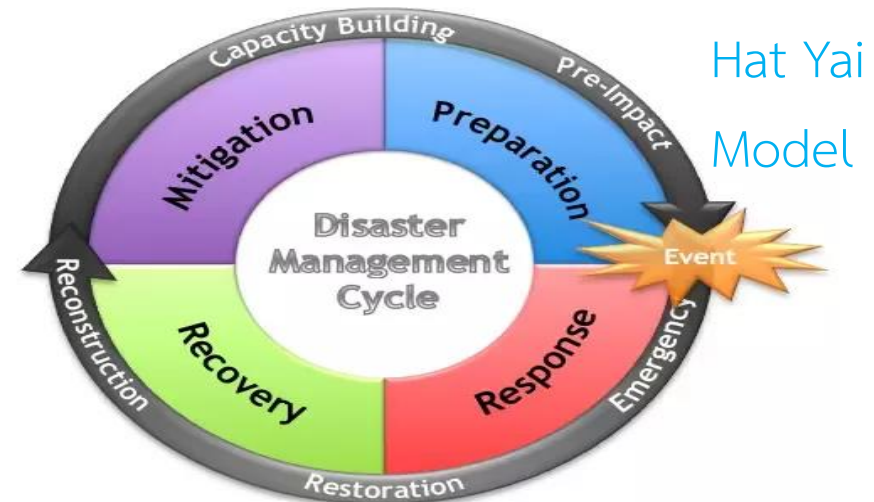 Capacity Building
Pre-Impact
Hat Yai
Model
Mitigation
Preparation
Disaster
Management
Cycle
Event
Reconstruction
Recovery
Response
Emergency
Restoration